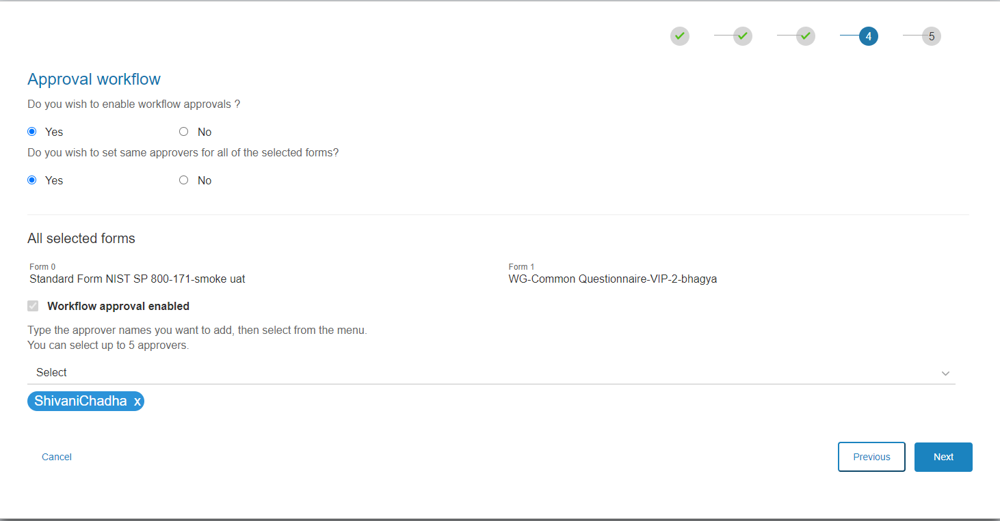 4
5
Approval workflow
Do you wish to enable workflow approvals ?
Yes
No
Do you wish to set same approvers for all of the selected forms?
Yes
No
All selected forms
Form 0
Standard Form NIST SP 800-171-smoke uat
Form 1
WG-Common Questionnaire-VIP-2-bhagya
Workflow approval enabled
Type the approver names you want to add, then select from the menu.
You can select up to 5 approvers.
Select
ShivaniChadha x
Cancel
Previous
Next